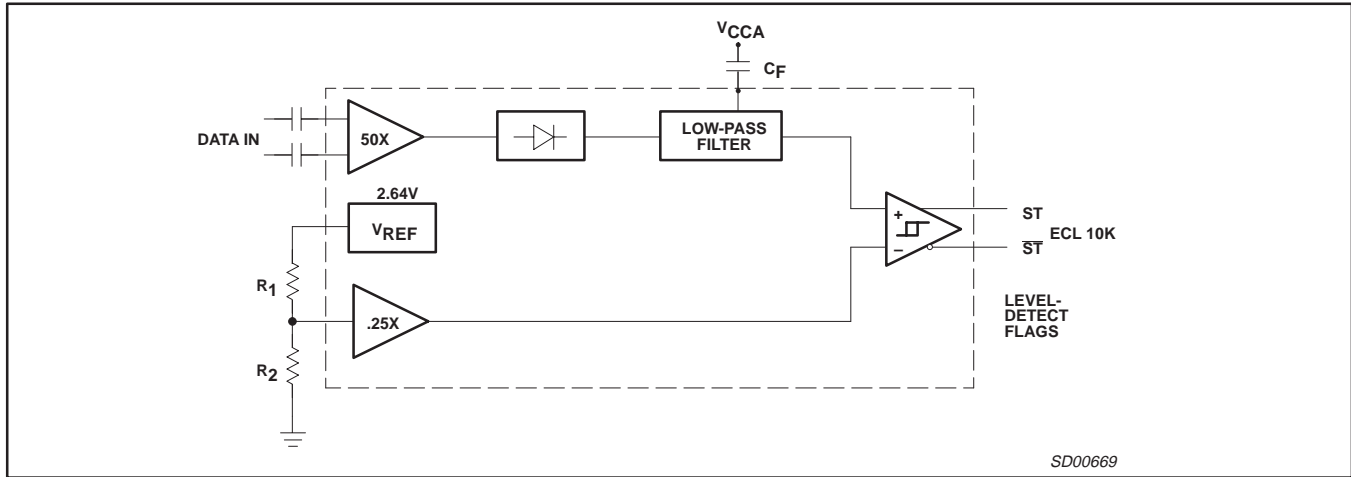 VCCA
CF
DATA IN
50X
LOW-PASS
FILTER
2.64V
VREF
+
−
ST
S̅T̅ ECL 10K
R1
.25X
LEVEL-
DETECT
FLAGS
R2
SD00669